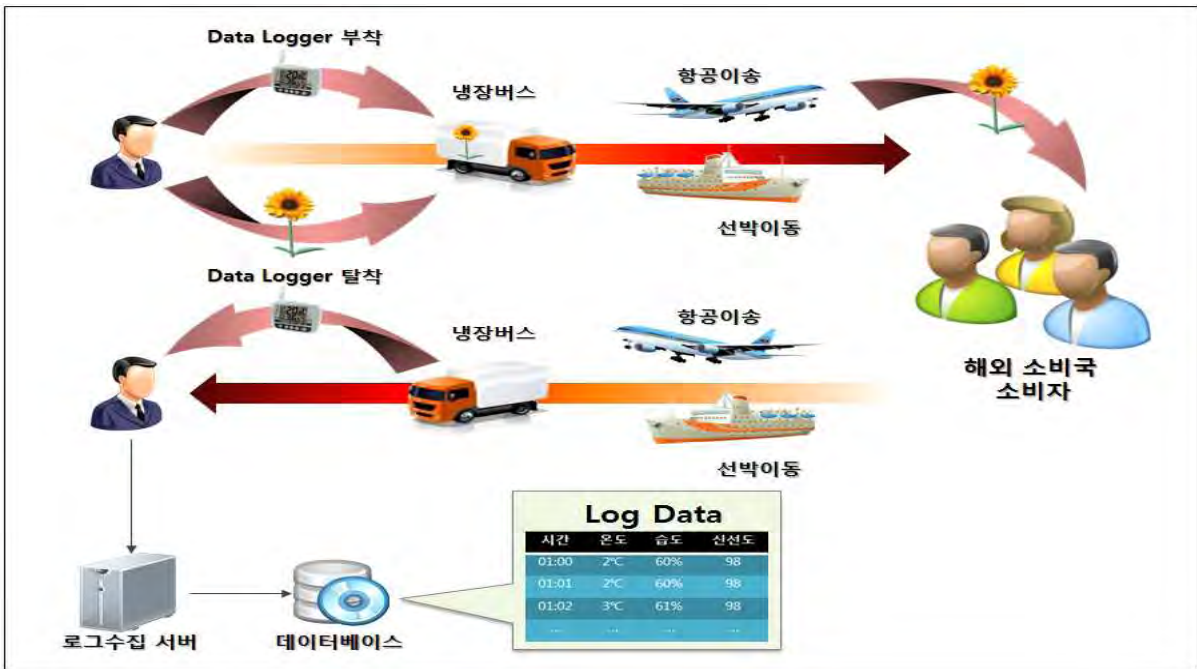 Data Logger 부착
냉장버스
항공이송
선박이동
Data Logger 탈착
냉장버스
항공이송
선박이동
해외 소비국
소비자
Log Data
시간 온도 습도 신선도
01:00 2℃ 60% 98
01:01 2℃ 60% 98
01:02 3℃ 61% 98
... ... ... ...
로그수집 서버
데이터베이스